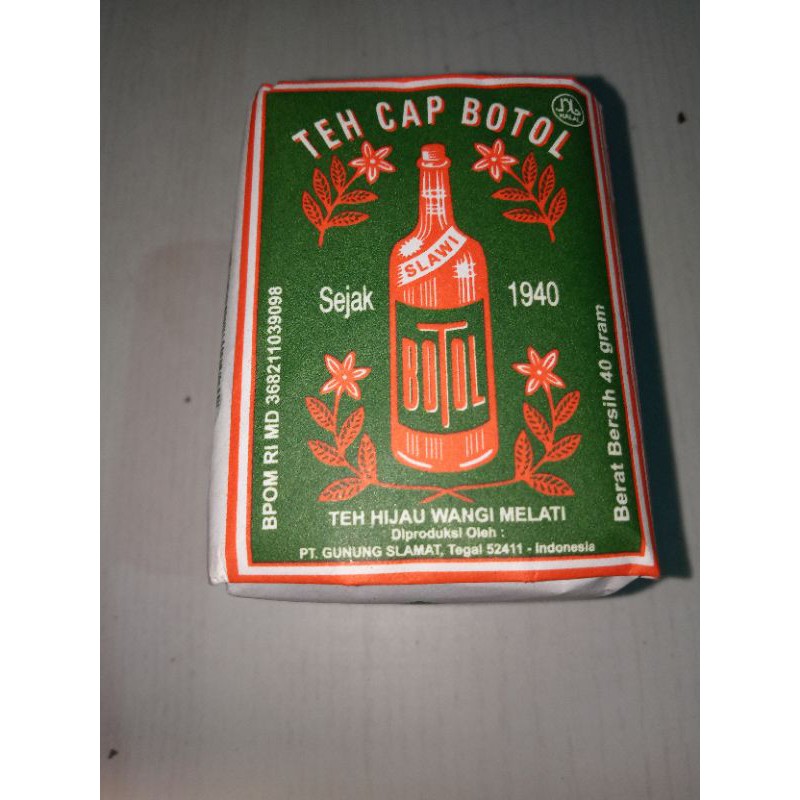 TEH CAP BOTOL
HALAL
SLAWI
Sejak 1940
BOTOL
BPOM RI MD 368211039098
Berat Bersih 40 gram
TEH HIJAU WANGI MELATI
Diproduksi Oleh :
PT. GUNUNG SLAMAT, Tegal 52411 - Indonesia